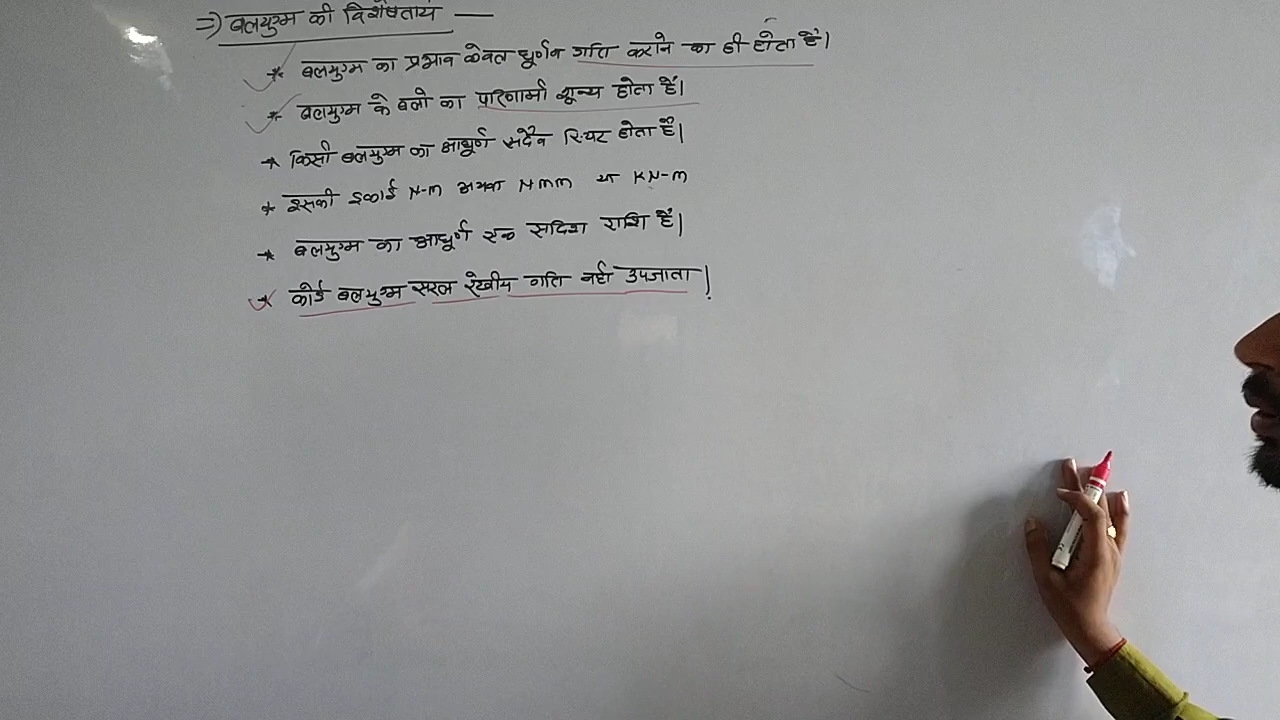 =) बलयुग्म की विशेषतायें —
* बलयुग्म का प्रभाव केवल घूर्णन गति कराने का ही होता है।
* बलयुग्म के बलो का परिणामी शून्य होता हैं।
* किसी बलयुग्म का आघूर्ण सदैव स्थिर होता हैं।
* इसकी इकाई N-m अथवा Nmm या KN-m
* बलयुग्म का आघूर्ण एक सदिश राशि हैं।
* कोई बलयुग्म सरल रेखीय गति नहीं उपजाता।